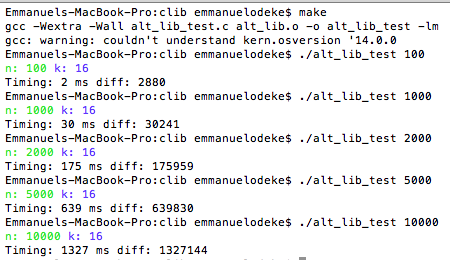 Emmanuels-MacBook-Pro:clib emmanuelodeke$ make
gcc -Wextra -Wall alt_lib_test.c alt_lib.o -o alt_lib_test -lm
gcc: warning: couldn't understand kern.osversion '14.0.0
Emmanuels-MacBook-Pro:clib emmanuelodeke$ ./alt_lib_test 100
n: 100 k: 16
Timing: 2 ms diff: 2880
Emmanuels-MacBook-Pro:clib emmanuelodeke$ ./alt_lib_test 1000
n: 1000 k: 16
Timing: 30 ms diff: 30241
Emmanuels-MacBook-Pro:clib emmanuelodeke$ ./alt_lib_test 2000
n: 2000 k: 16
Timing: 175 ms diff: 175959
Emmanuels-MacBook-Pro:clib emmanuelodeke$ ./alt_lib_test 5000
n: 5000 k: 16
Timing: 639 ms diff: 639830
Emmanuels-MacBook-Pro:clib emmanuelodeke$ ./alt_lib_test 10000
n: 10000 k: 16
Timing: 1327 ms diff: 1327144